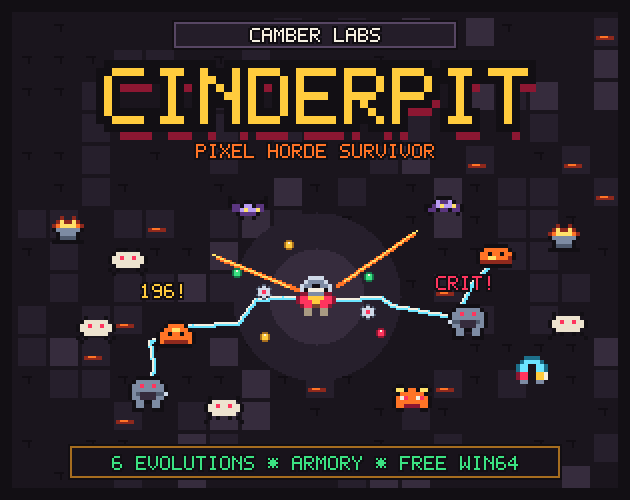 CAMBER LABS
CINDERPIT
PIXEL HORDE SURVIVOR
CRIT!
196!
6 EVOLUTIONS * ARMORY * FREE WIN64